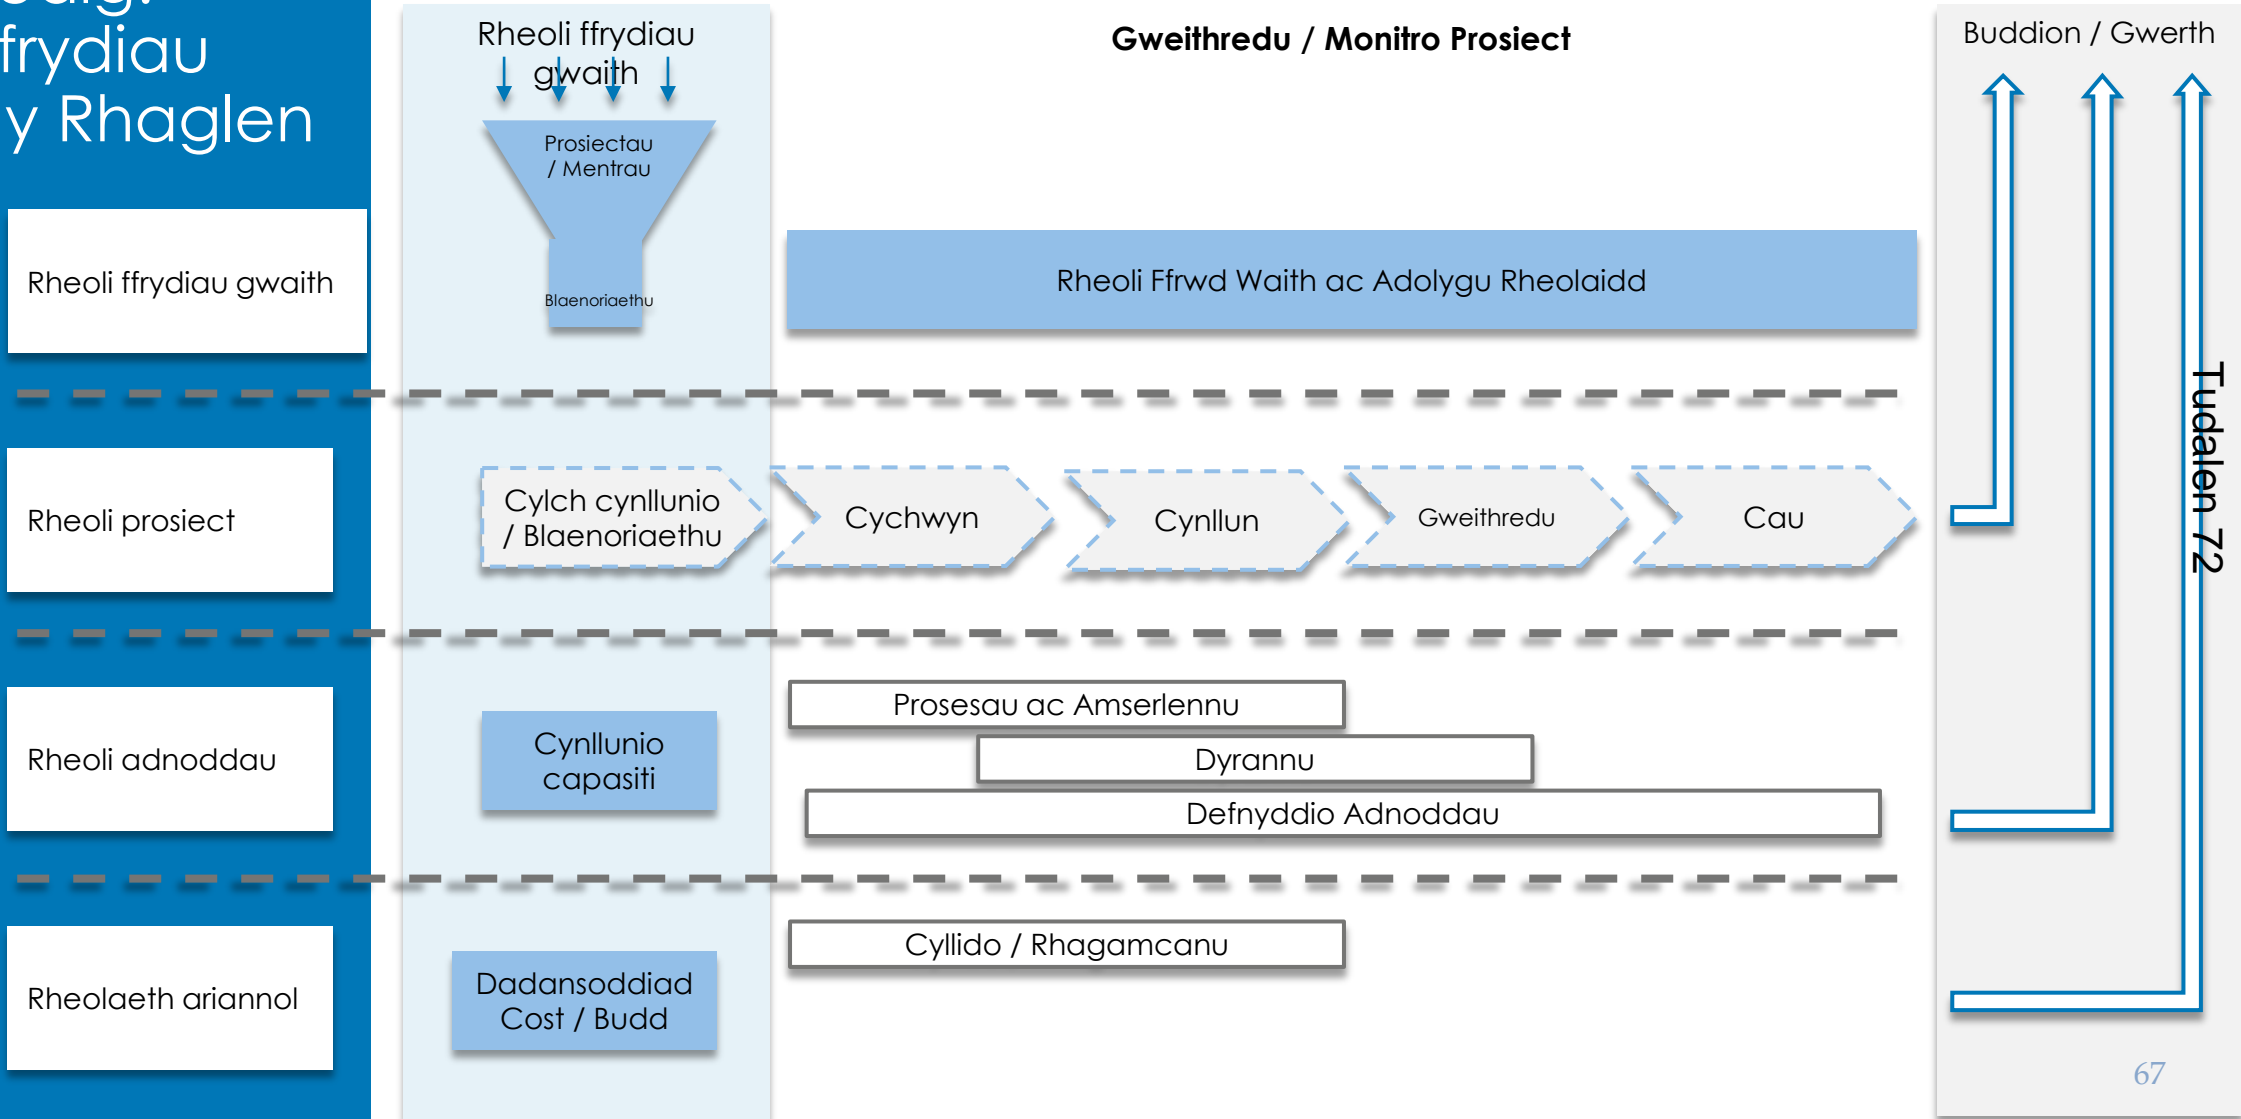 frydiau
y Rhaglen
Rheoli ffrydiau
gwaith
Gweithredu / Monitro Prosiect
Buddion / Gwerth
Prosiectau
/ Mentrau
Blaenoriaethu
Rheoli ffrydiau gwaith
Rheoli Ffrwd Waith ac Adolygu Rheolaidd
Rheoli prosiect
Cylch cynllunio
/ Blaenoriaethu
Cychwyn
Cynllun
Gweithredu
Cau
Tudalen 72
Rheoli adnoddau
Cynllunio
capasiti
Prosesau ac Amserlennu
Dyrannu
Defnyddio Adnoddau
Rheolaeth ariannol
Dadansoddiad
Cost / Budd
Cyllido / Rhagamcanu
67